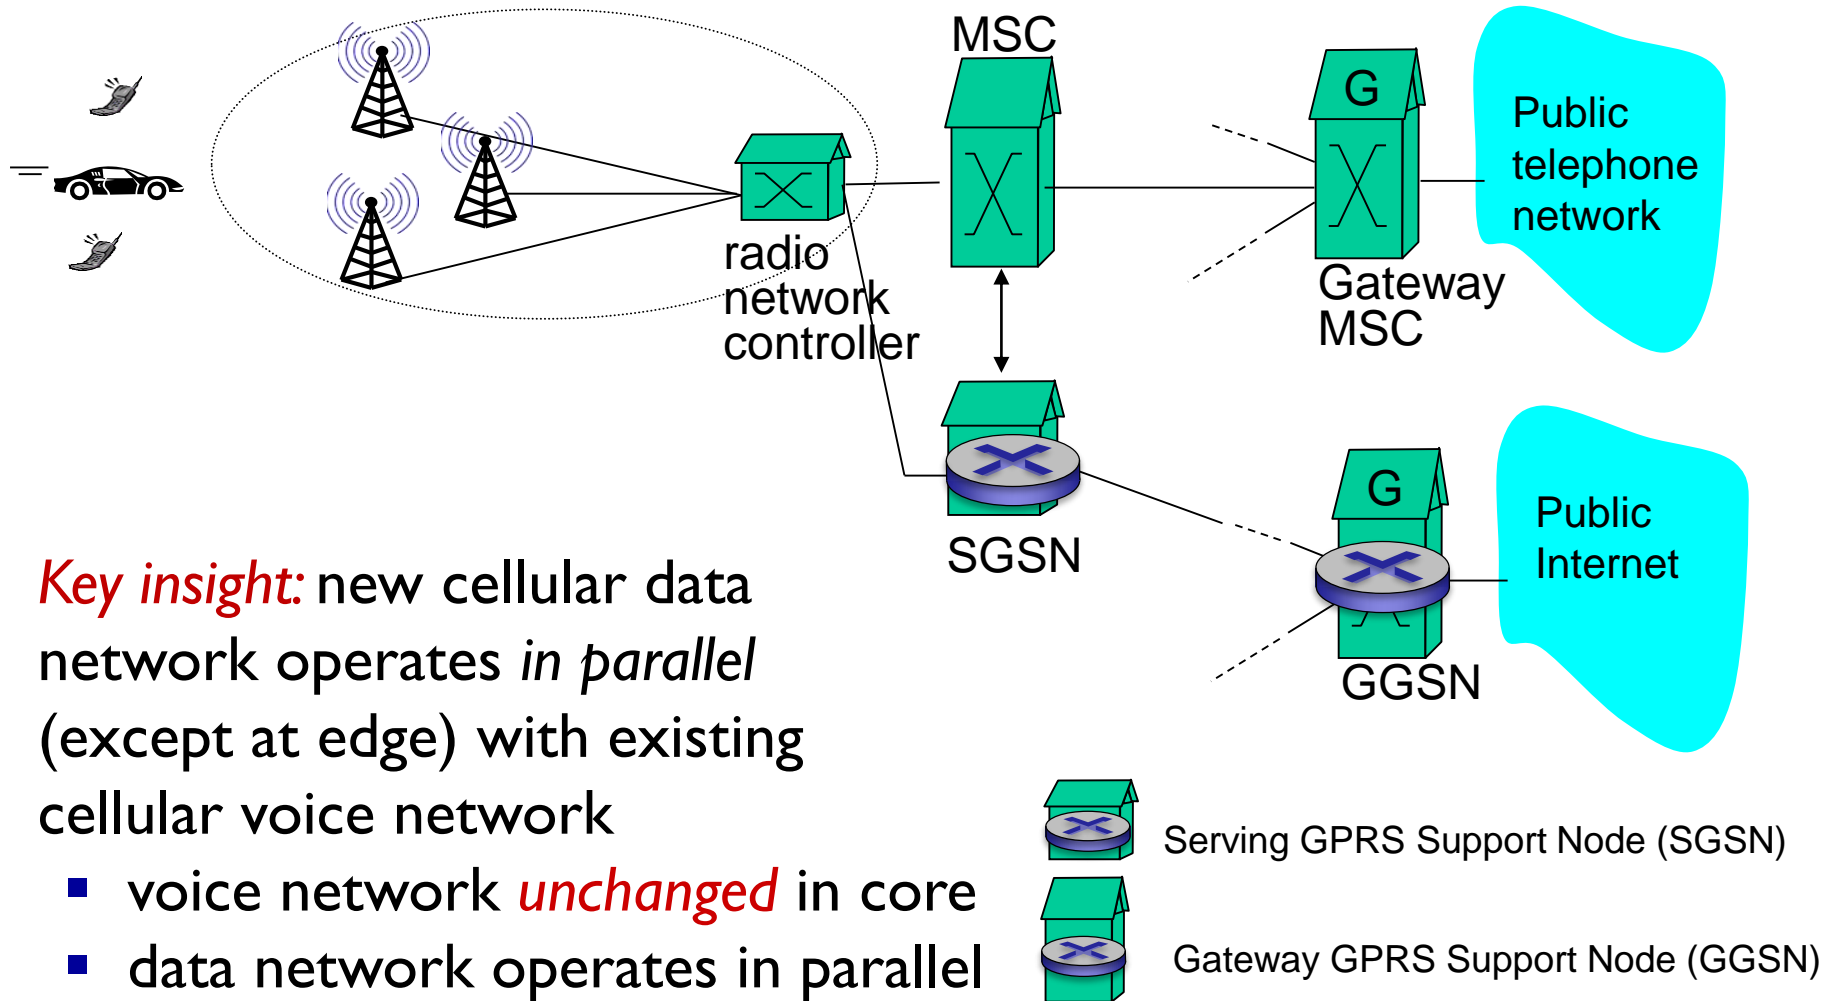 MSC
G
Public
telephone
network
radio
network
controller
Gateway
MSC
G
Public
Internet
SGSN
GGSN
Key insight: new cellular data
network operates in parallel
(except at edge) with existing
cellular voice network
▪ voice network unchanged in core
▪ data network operates in parallel
Serving GPRS Support Node (SGSN)
Gateway GPRS Support Node (GGSN)